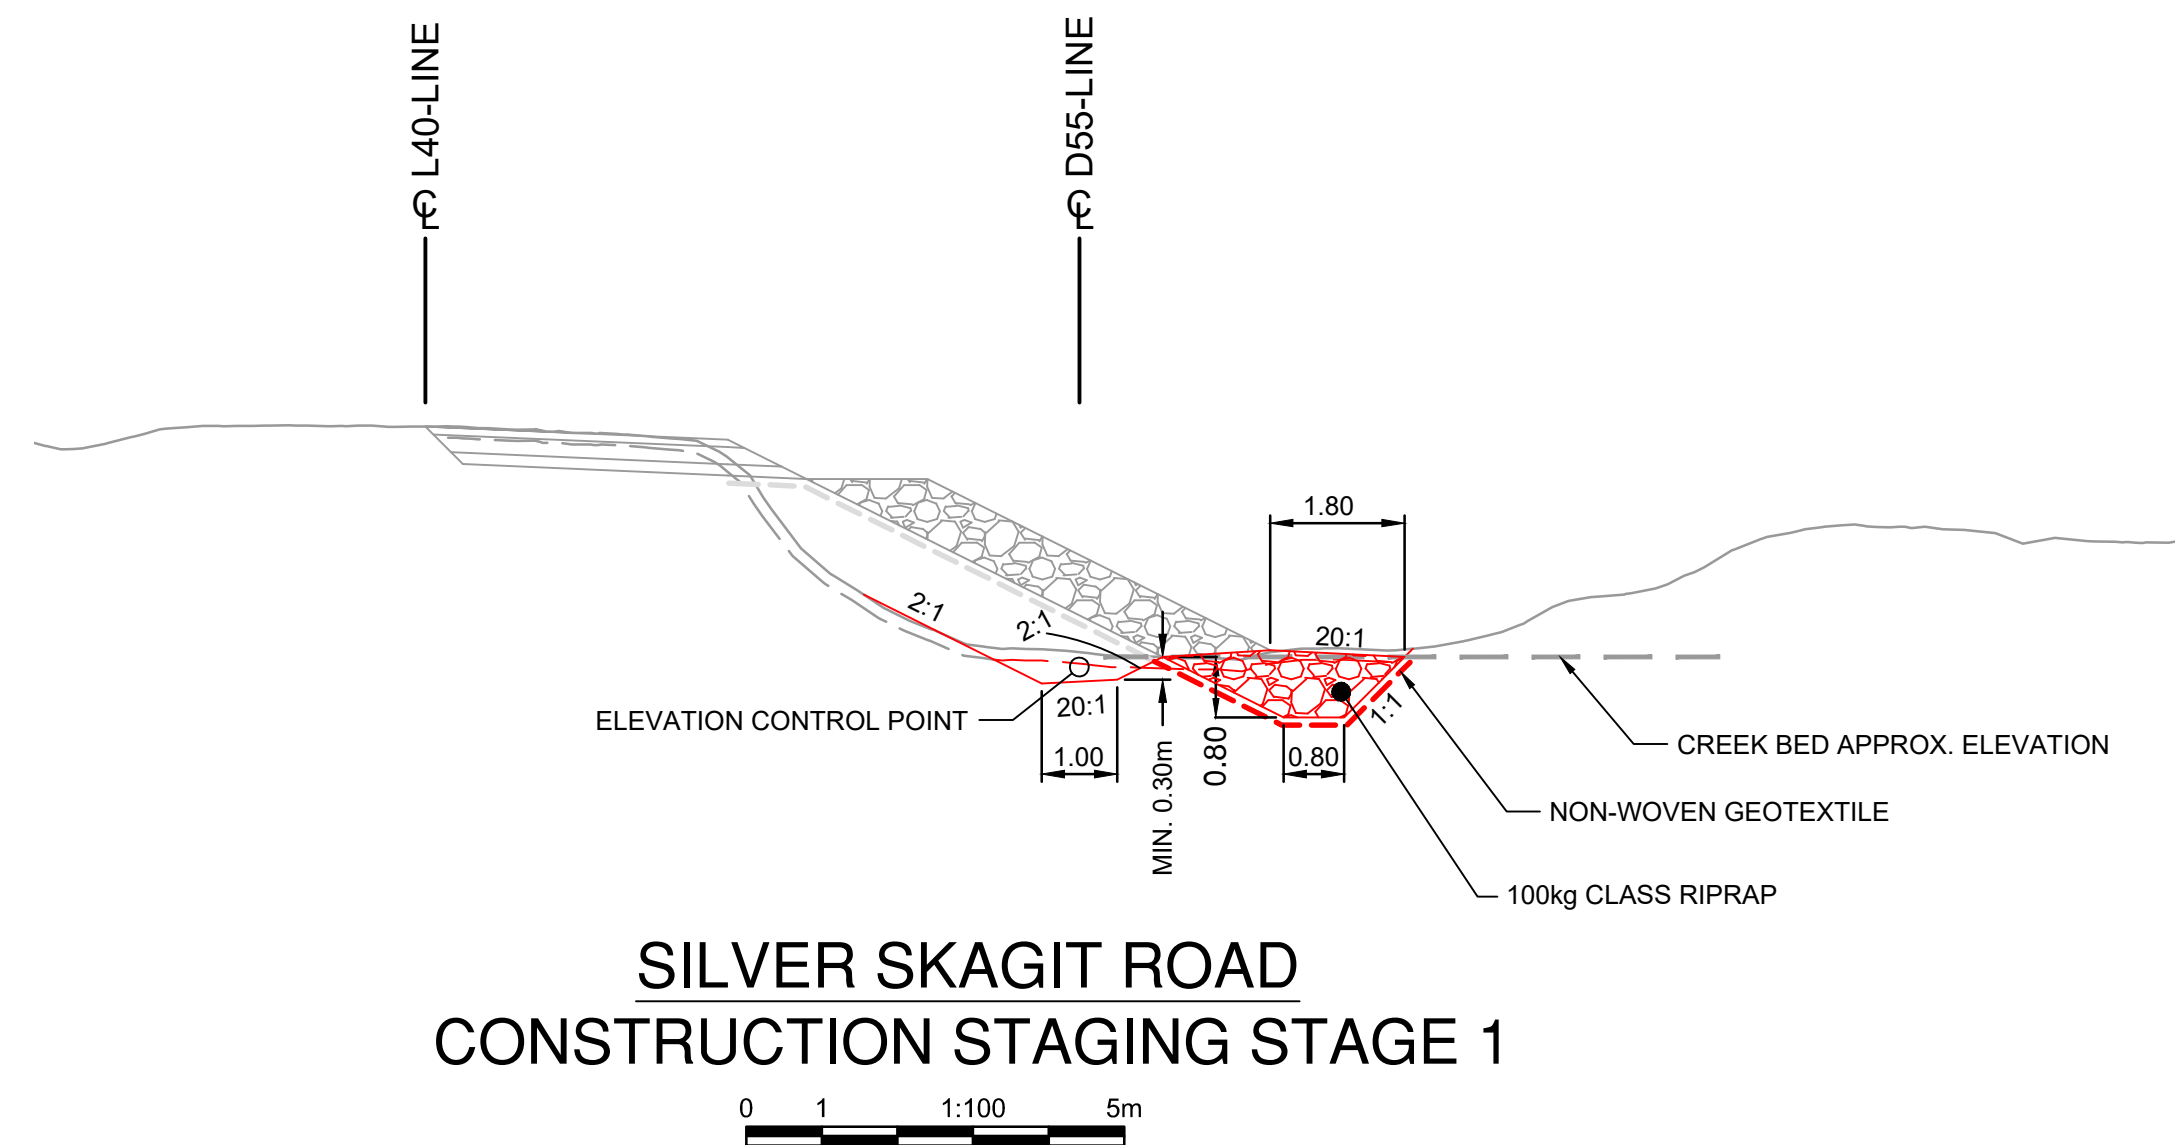 ℄ L40-LINE
℄ D55-LINE
1.80
2:1
2:1
20:1
ELEVATION CONTROL POINT
20:1
1.00
MIN. 0.30m
0.80
0.80
1:1
CREEK BED APPROX. ELEVATION
NON-WOVEN GEOTEXTILE
100kg CLASS RIPRAP
SILVER SKAGIT ROAD
CONSTRUCTION STAGING STAGE 1
0 1 1:100 5m